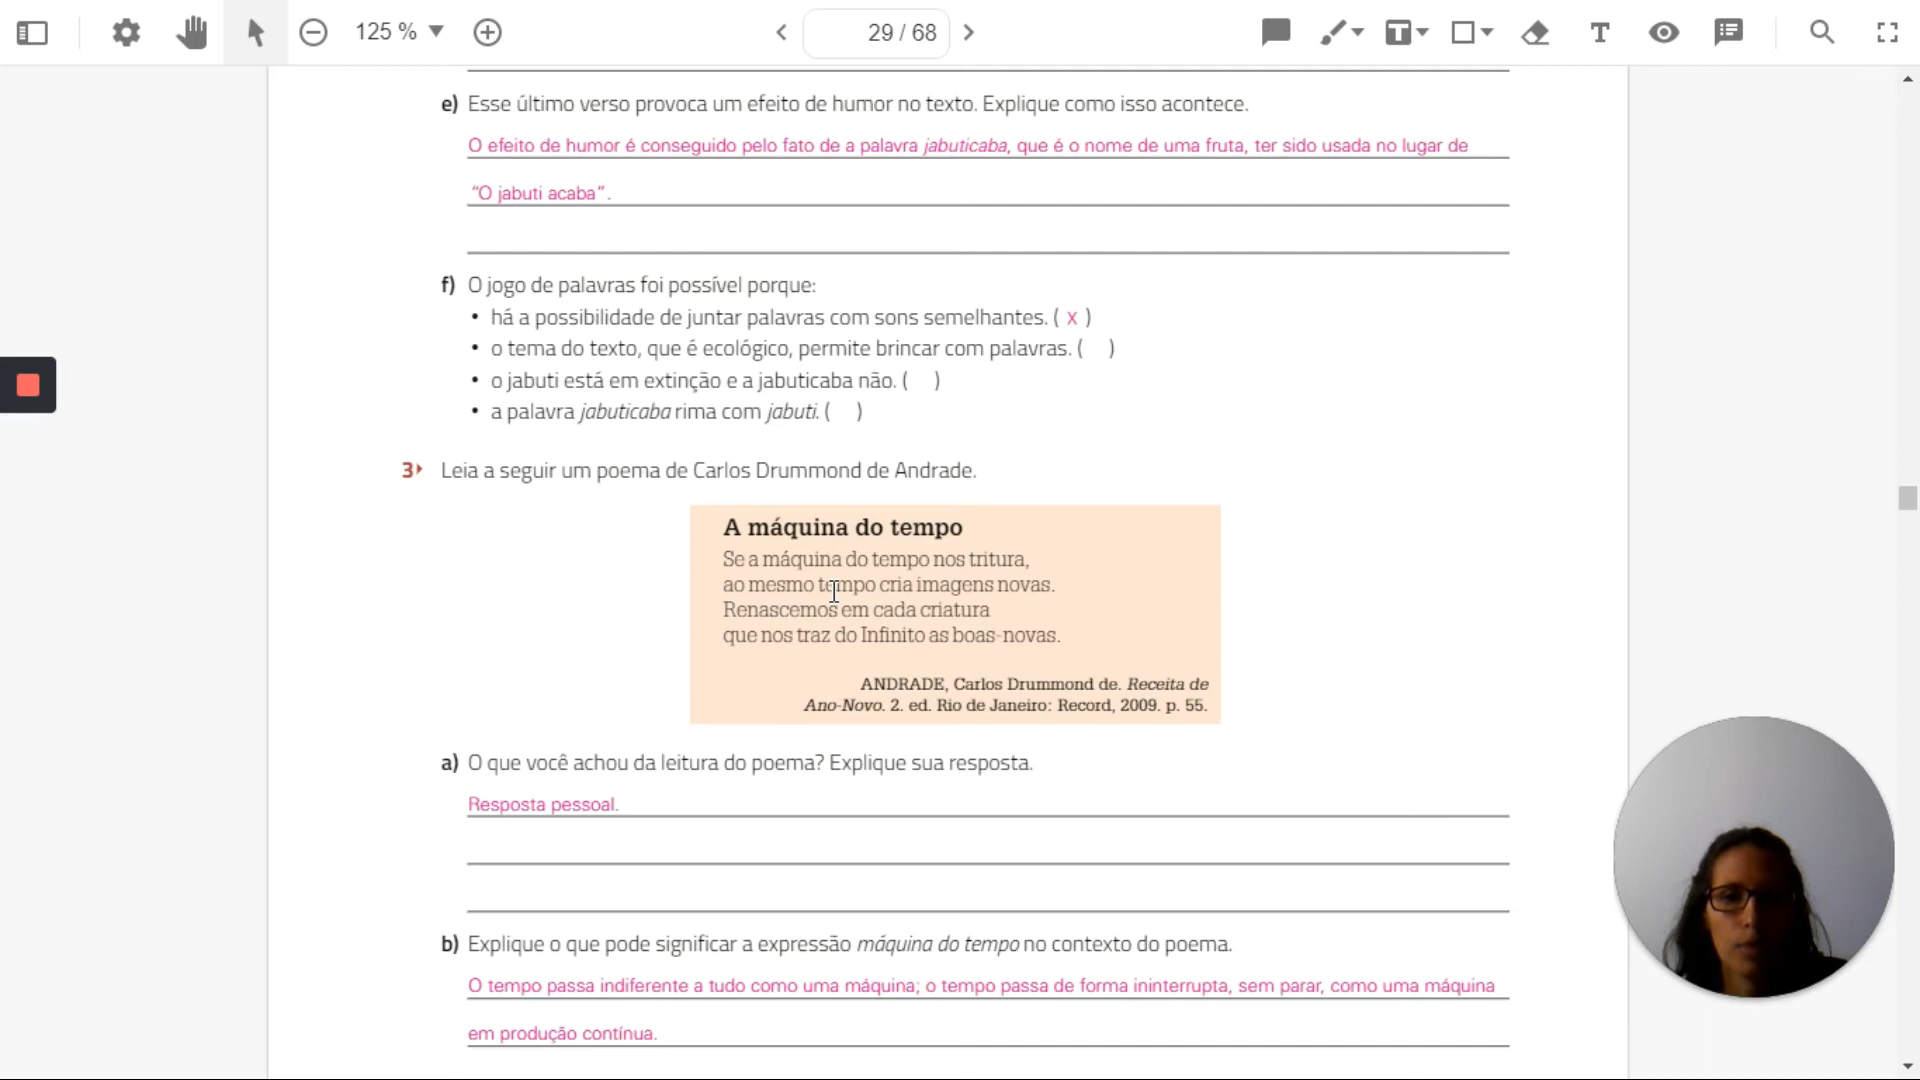 125 %
29 / 68
e) Esse último verso provoca um efeito de humor no texto. Explique como isso acontece.
O efeito de humor é conseguido pelo fato de a palavra jabuticaba, que é o nome de uma fruta, ter sido usada no lugar de
“O jabuti acaba”.
f) O jogo de palavras foi possível porque:
• há a possibilidade de juntar palavras com sons semelhantes. ( x )
• o tema do texto, que é ecológico, permite brincar com palavras. ( )
• o jabuti está em extinção e a jabuticaba não. ( )
• a palavra jabuticaba rima com jabuti. ( )
3 Leia a seguir um poema de Carlos Drummond de Andrade.
A máquina do tempo
Se a máquina do tempo nos tritura,
ao mesmo tempo cria imagens novas.
Renascemos em cada criatura
que nos traz do Infinito as boas-novas.
ANDRADE, Carlos Drummond de. Receita de
Ano-Novo. 2. ed. Rio de Janeiro: Record, 2009. p. 55.
a) O que você achou da leitura do poema? Explique sua resposta.
Resposta pessoal.
b) Explique o que pode significar a expressão máquina do tempo no contexto do poema.
O tempo passa indiferente a tudo como uma máquina; o tempo passa de forma ininterrupta, sem parar, como uma máquina
em produção contínua.